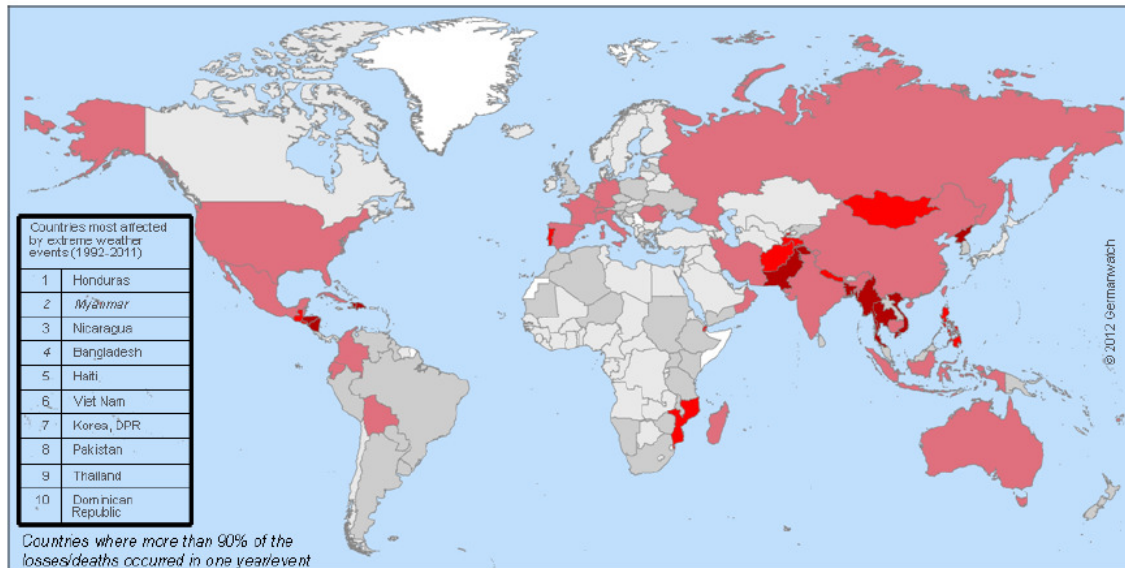 Countries most affected
by extreme weather
events (1992-2011)
1 Honduras
2 Myanmar
3 Nicaragua
4 Bangladesh
5 Haiti
6 Viet Nam
7 Korea, DPR
8 Pakistan
9 Thailand
10 Dominican
Republic
Countries where more than 90% of the
losses/deaths occurred in one year/event
© 2012 Germanwatch